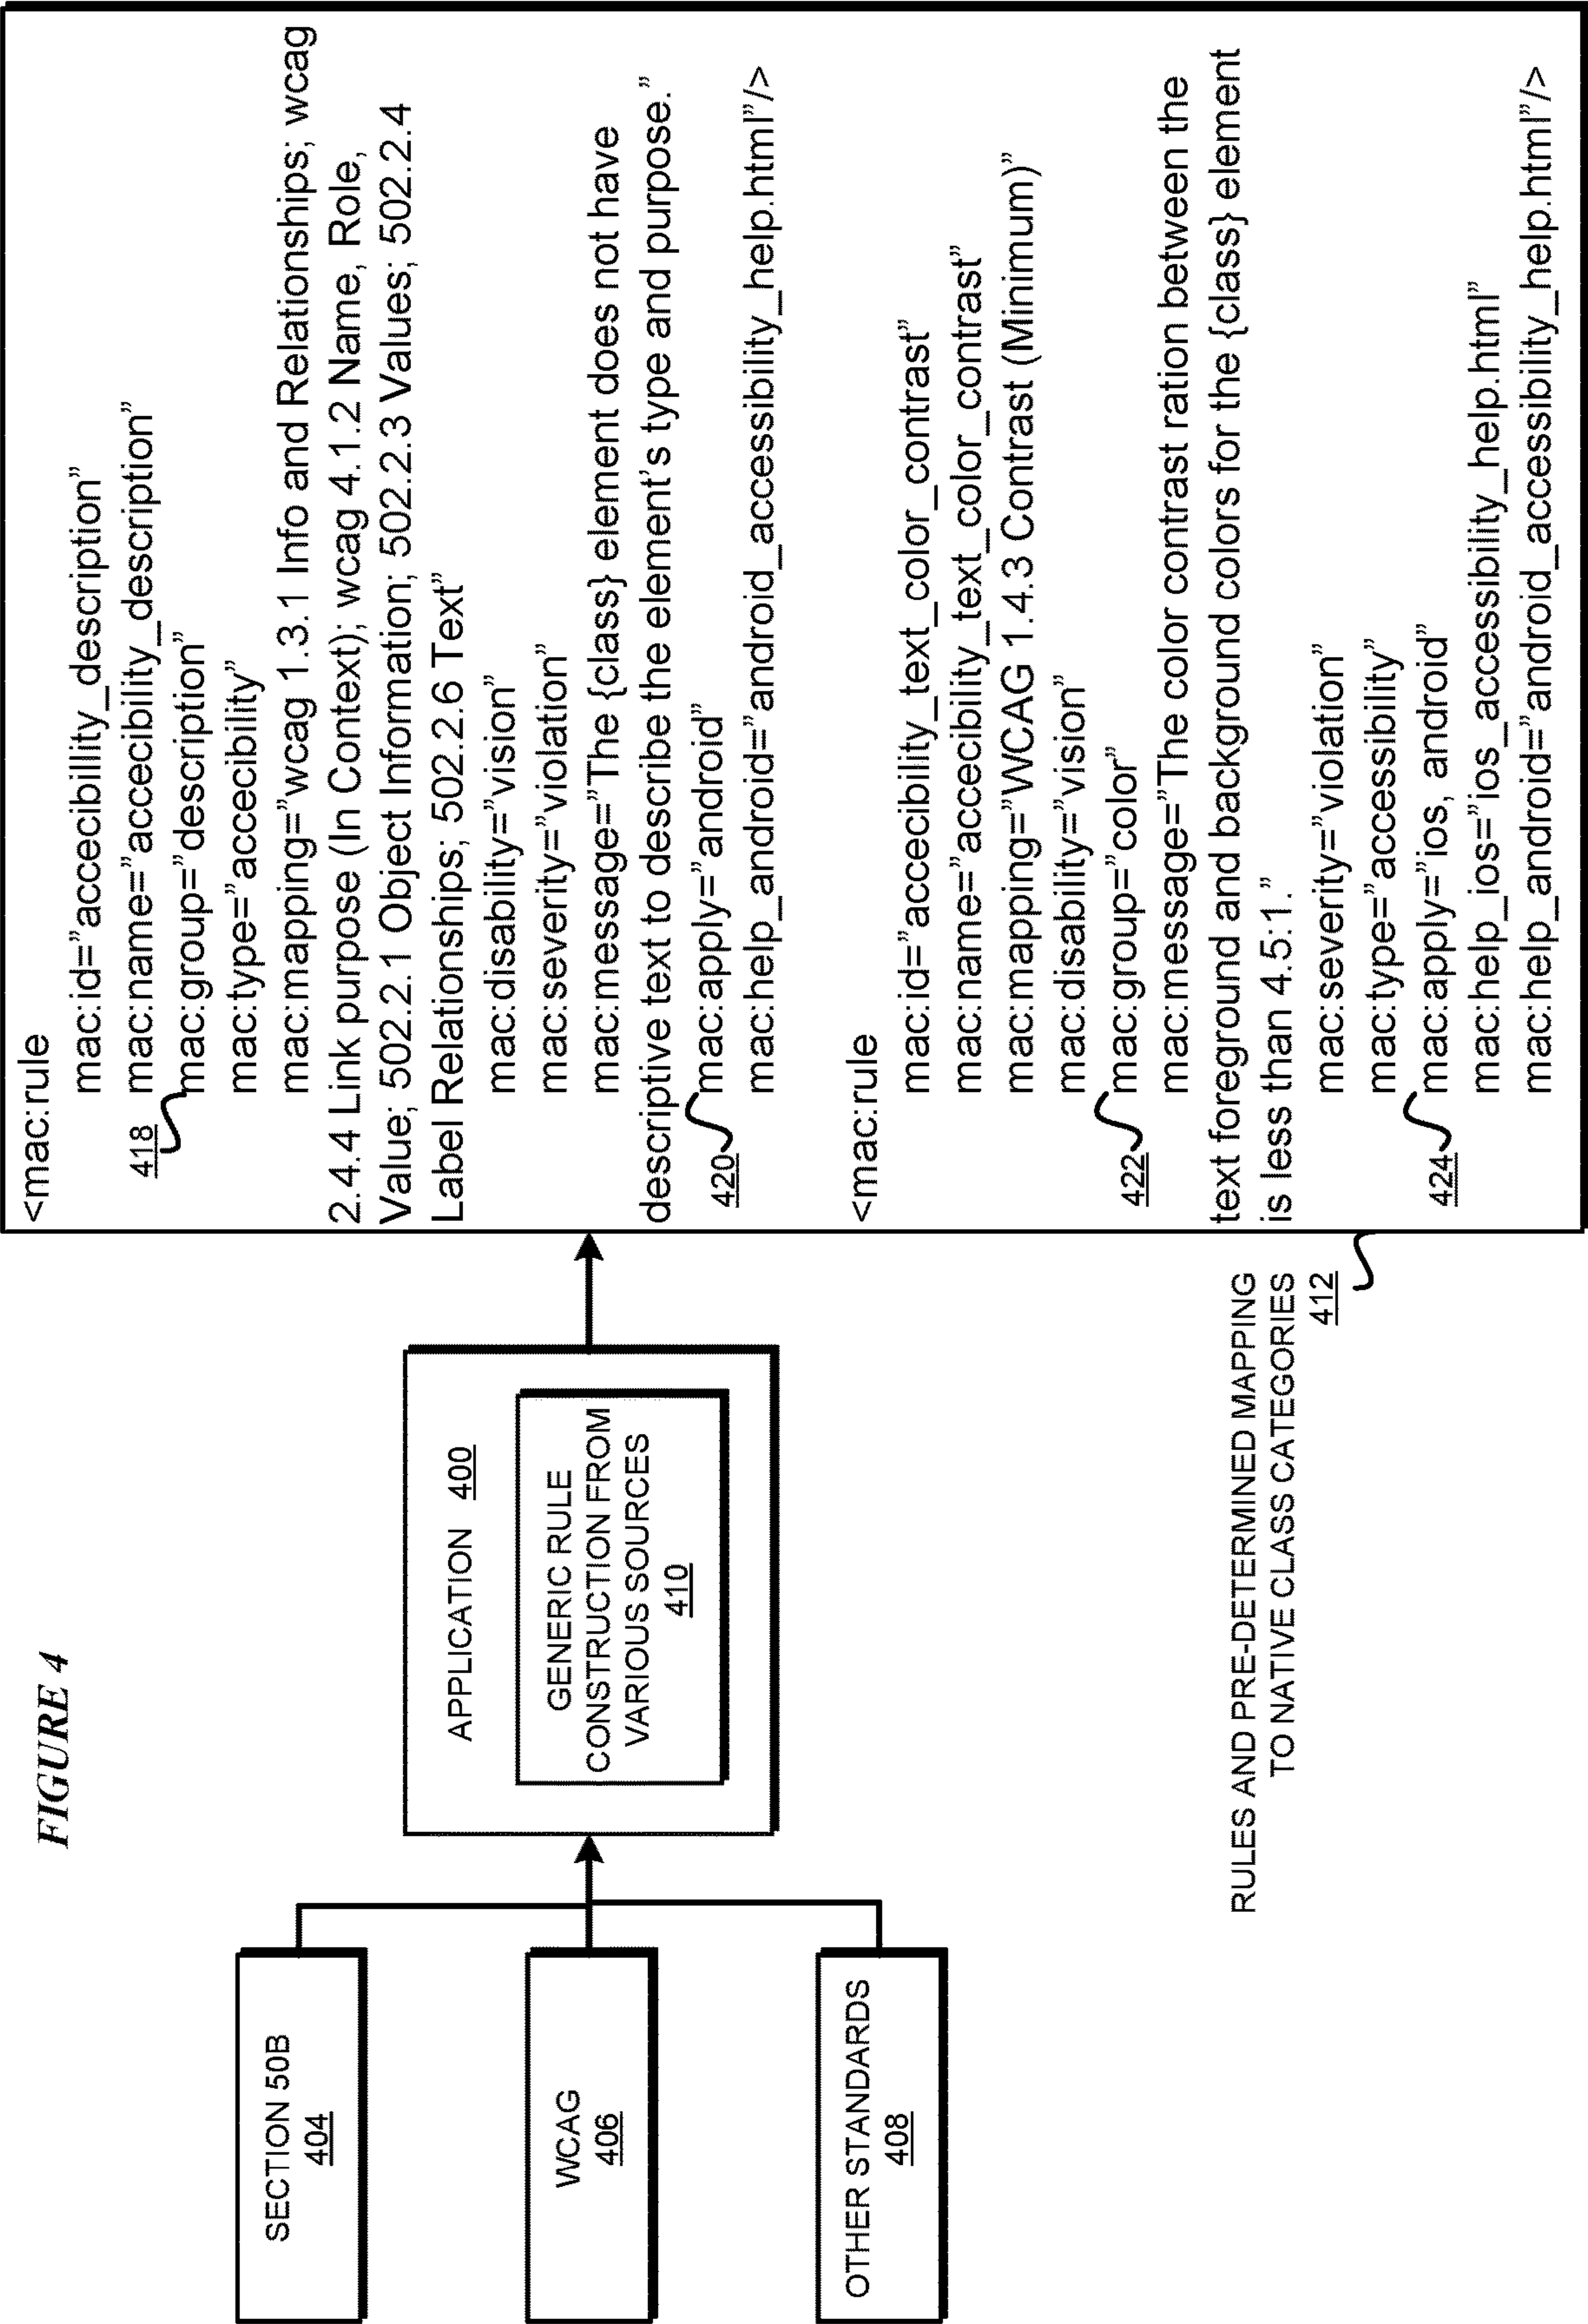 FIGURE 4
SECTION 50B
404
WCAG
406
OTHER STANDARDS
408
APPLICATION 400
GENERIC RULE
CONSTRUCTION FROM
VARIOUS SOURCES
410
RULES AND PRE-DETERMINED MAPPING
TO NATIVE CLASS CATEGORIES
412
<mac:rule
mac:id=”accecibillity_description”
mac:name=”accecibility_description”
418
mac:group=”description”
mac:type=”accecibility”
mac:mapping=”wcag 1.3.1 Info and Relationships; wcag
2.4.4 Link purpose (In Context); wcag 4.1.2 Name, Role,
Value; 502.2.1 Object Information; 502.2.3 Values; 502.2.4
Label Relationships; 502.2.6 Text”
mac:disability=”vision”
mac:severity=”violation”
mac:message=”The {class} element does not have
descriptive text to describe the element's type and purpose.”
420
mac:apply=”android”
mac:help_android=”android_accessibility_help.html”/>
<mac:rule
mac:id=”accecibility_text_color_contrast”
mac:name=”accecibility_text_color_contrast”
mac:mapping=”WCAG 1.4.3 Contrast (Minimum)”
mac:disability=”vision”
422
mac:group=”color”
mac:message=”The color contrast ration between the
text foreground and background colors for the {class} element
is less than 4.5:1.”
mac:severity=”violation”
mac:type=”accessibility”
424
mac:apply=”ios, android”
mac:help_ios=”ios_accessibility_help.html”
mac:help_android=”android_accessibility_help.html”/>